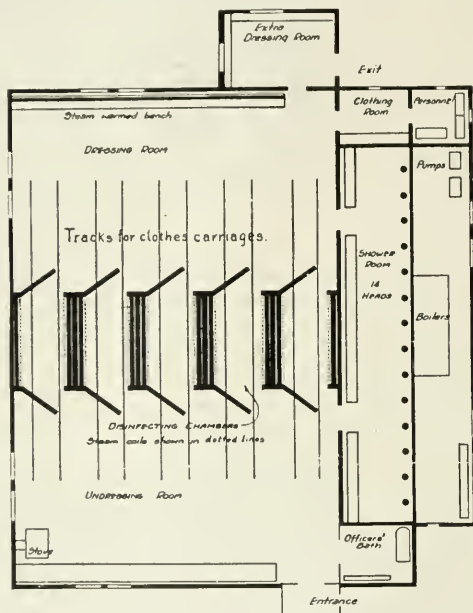 Extra
Dressing Room
Exit
Steam warmed bench
Clothing
Room
Personnel
Dressing Room
Pumps
Tracks for clothes carriages.
Shower
Room
14
Heads
Boilers
Disinfecting Chambers
Steam coils shown in dotted lines
Undressing Room
Stove
Officers'
Bath
Entrance